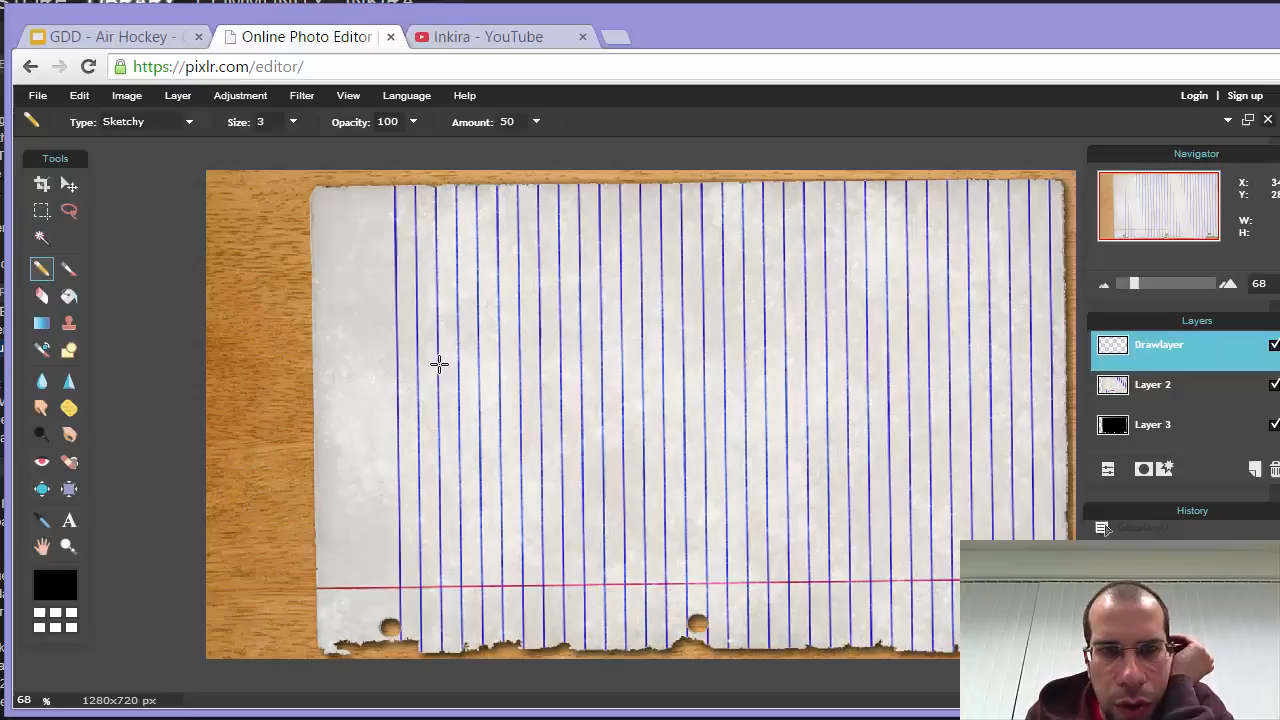 GDD - Air Hockey - 
Online Photo Editor
Inkira - YouTube
https://pixlr.com/editor/
File Edit Image Layer Adjustment Filter View Language Help Login | Sign up
Type: Sketchy Size: 3 Opacity: 100 Amount: 50
Tools
Navigator
X:
Y:
W:
H:
68
Layers
Drawlayer
Layer 2
Layer 3
History
68 % 1280x720 px